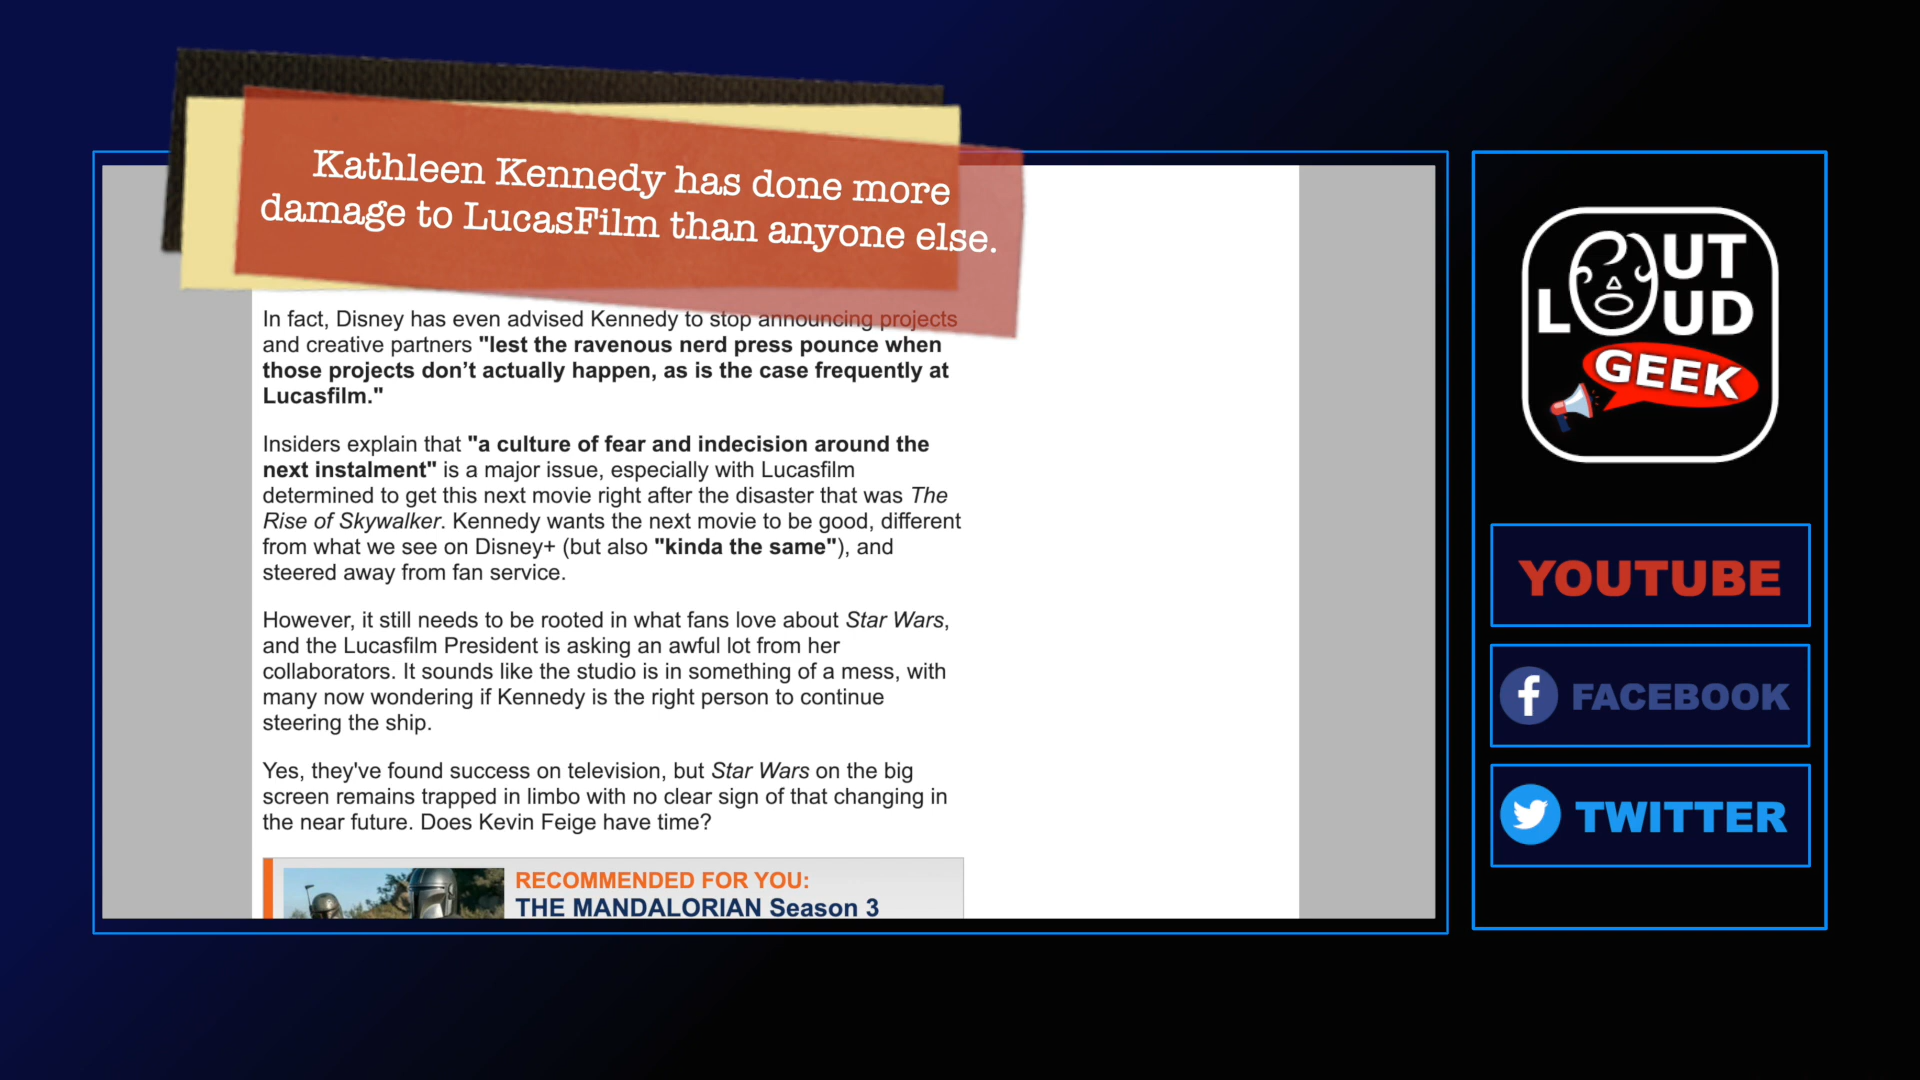 Kathleen Kennedy has done more
damage to LucasFilm than anyone else.
In fact, Disney has even advised Kennedy to stop announcing projects
and creative partners "lest the ravenous nerd press pounce when
those projects don’t actually happen, as is the case frequently at
Lucasfilm."
Insiders explain that "a culture of fear and indecision around the
next instalment" is a major issue, especially with Lucasfilm
determined to get this next movie right after the disaster that was The
Rise of Skywalker. Kennedy wants the next movie to be good, different
from what we see on Disney+ (but also "kinda the same"), and
steered away from fan service.
However, it still needs to be rooted in what fans love about Star Wars,
and the Lucasfilm President is asking an awful lot from her
collaborators. It sounds like the studio is in something of a mess, with
many now wondering if Kennedy is the right person to continue
steering the ship.
Yes, they've found success on television, but Star Wars on the big
screen remains trapped in limbo with no clear sign of that changing in
the near future. Does Kevin Feige have time?
RECOMMENDED FOR YOU:
THE MANDALORIAN Season 3
OUT
LOUD
GEEK
YOUTUBE
FACEBOOK
TWITTER